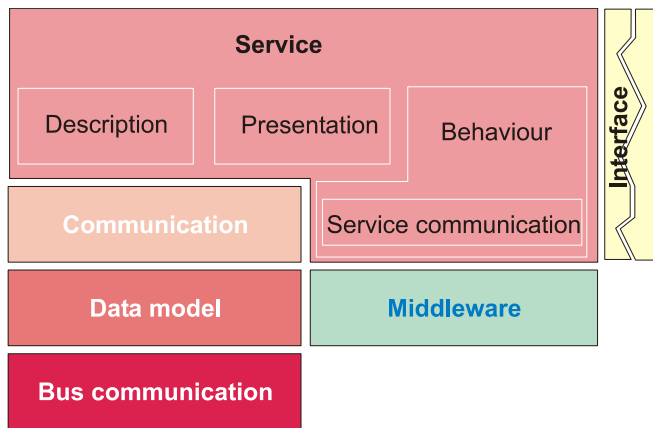 Service
Description
Presentation
Behaviour
Interface
Communication
Service communication
Data model
Middleware
Bus communication